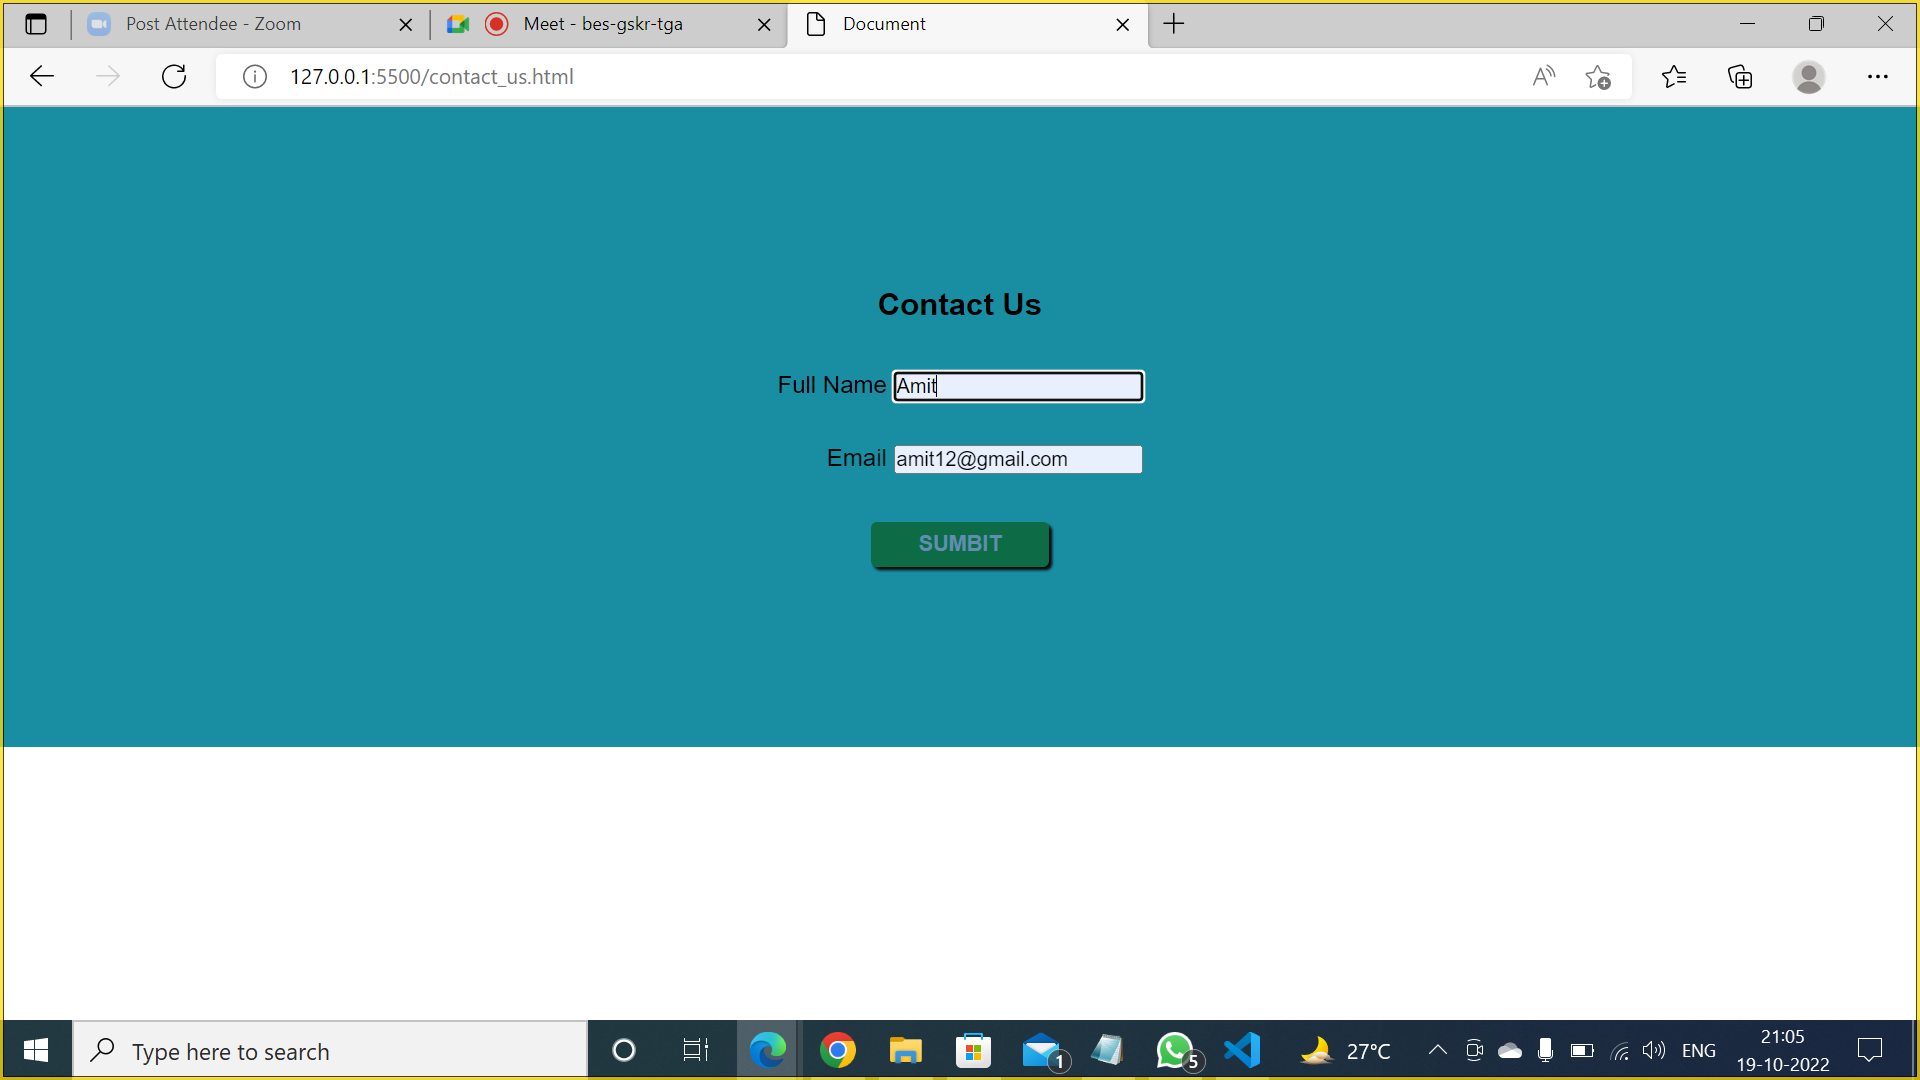 Post Attendee - Zoom
Meet - bes-gskr-tga
Document
127.0.0.1:5500/contact_us.html
Contact Us
Full Name Amit
Email amit12@gmail.com
SUMBIT
Type here to search
1
5
27°C
ENG
21:05
19-10-2022